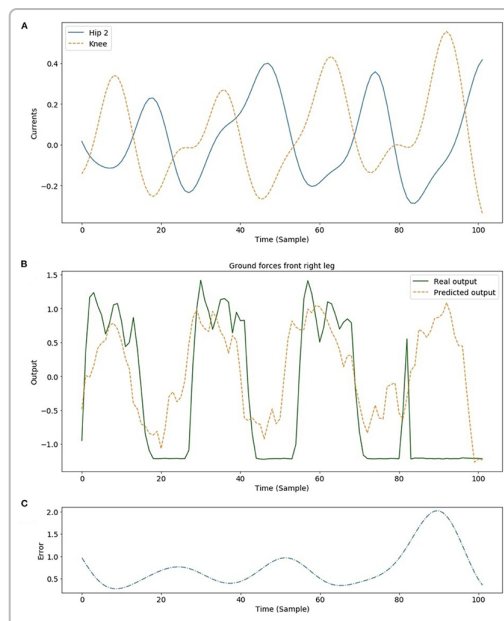 A
Hip 2
Knee
0.4
0.2
0.0
−0.2
Currents
0 20 40 60 80 100
Time (Sample)
B
Ground forces front right leg
Real output
Predicted output
1.5
1.0
0.5
0.0
−0.5
−1.0
Output
0 20 40 60 80 100
Time (Sample)
C
2.0
1.5
1.0
0.5
Error
0 20 40 60 80 100
Time (Sample)